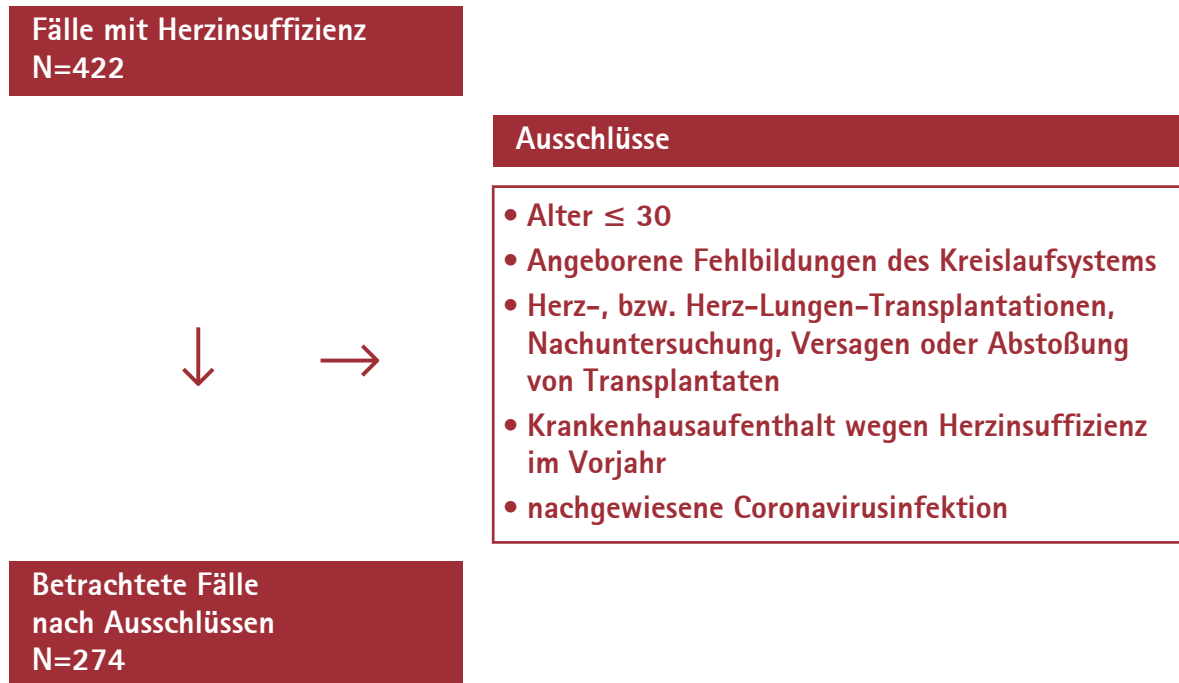 Fälle mit Herzinsuffizienz
N=422
Ausschlüsse
• Alter ≤ 30
• Angeborene Fehlbildungen des Kreislaufsystems
• Herz-, bzw. Herz-Lungen-Transplantationen,
Nachuntersuchung, Versagen oder Abstoßung
von Transplantaten
• Krankenhausaufenthalt wegen Herzinsuffizienz
im Vorjahr
• nachgewiesene Coronavirusinfektion
Betrachtete Fälle
nach Ausschlüssen
N=274